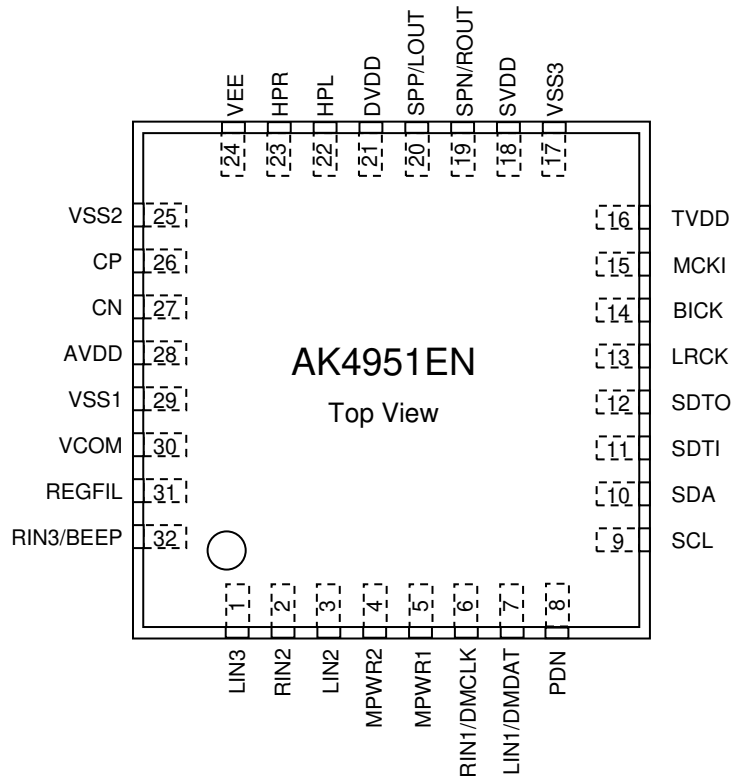 VEE
HPR
HPL
DVDD
SPP/LOUT
SPN/ROUT
SVDD
VSS3
24
23
22
21
20
19
18
17
VSS2 25
CP 26
CN 27
AVDD 28
VSS1 29
VCOM 30
REGFIL 31
RIN3/BEEP 32
AK4951EN
Top View
16 TVDD
15 MCKI
14 BICK
13 LRCK
12 SDTO
11 SDTI
10 SDA
9 SCL
1
2
3
4
5
6
7
8
LIN3
RIN2
LIN2
MPWR2
MPWR1
RIN1/DMCLK
LIN1/DMDAT
PDN